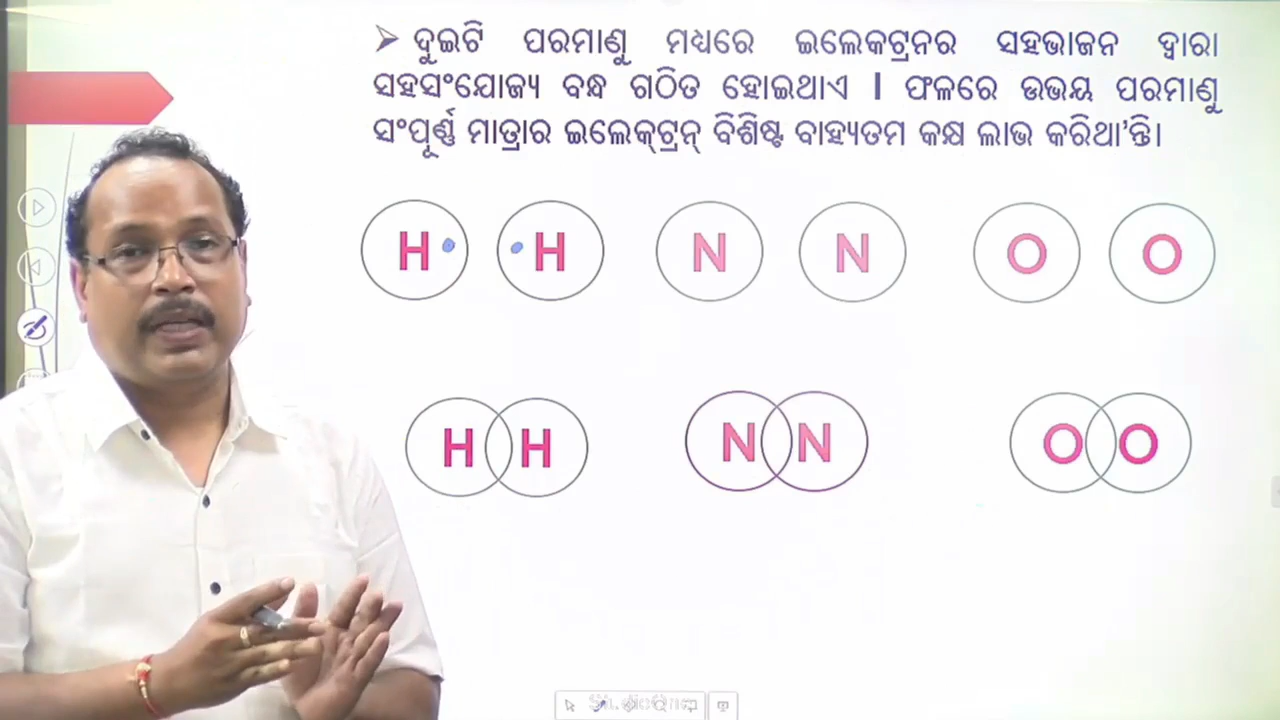 ➤ ଦୁଇଟି ପରମାଣୁ ମଧ୍ୟରେ ଇଲେକଟ୍ରନର ସହଭାଜନ ଦ୍ୱାରା
ସହସଂଯୋଜ୍ୟ ବନ୍ଧ ଗଠିତ ହୋଇଥାଏ । ଫଳରେ ଉଭୟ ପରମାଣୁ
ସଂପୂର୍ଣ୍ଣ ମାତ୍ରାର ଇଲେକ୍‌ଟ୍ରନ୍ ବିଶିଷ୍ଟ ବାହ୍ୟତମ କକ୍ଷ ଲାଭ କରିଥା'ନ୍ତି।
H H N N O O
H H N N O O